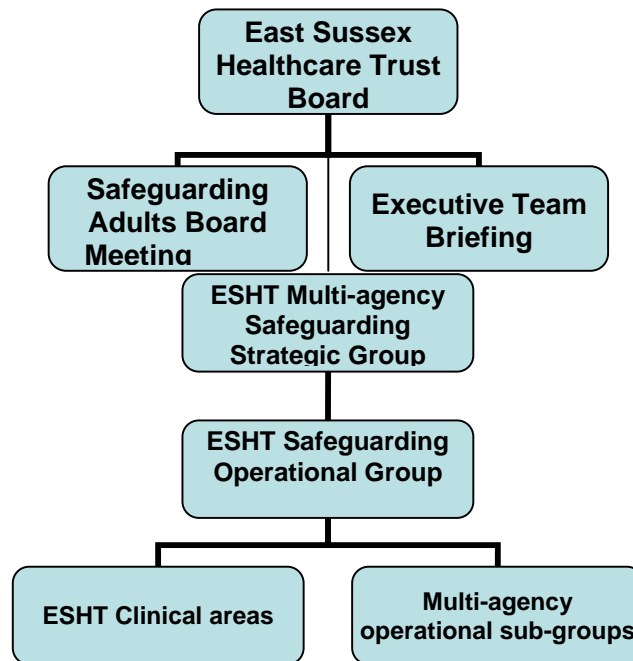 East Sussex
Healthcare Trust
Board
Safeguarding
Adults Board
Meeting
Executive Team
Briefing
ESHT Multi-agency
Safeguarding
Strategic Group
ESHT Safeguarding
Operational Group
ESHT Clinical areas
Multi-agency
operational sub-groups